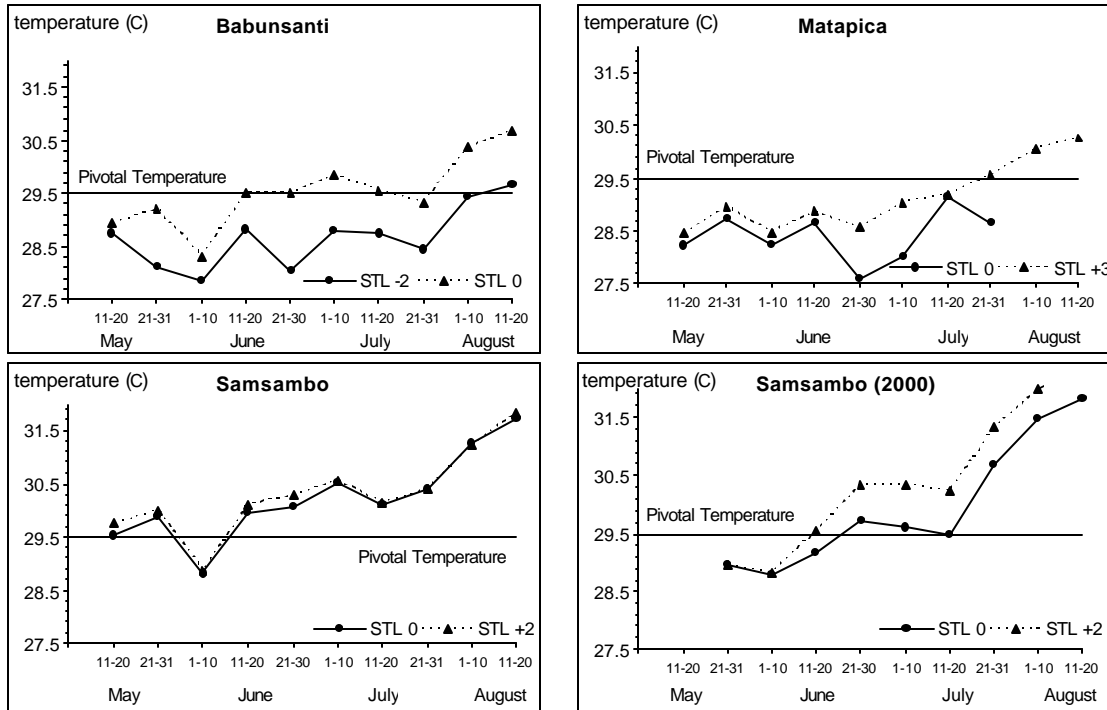 temperature (C)
Babunsanti
31.5
30.5
Pivotal Temperature
29.5
28.5
STL -2
STL 0
27.5
11-20 21-31 1-10 11-20 21-30 1-10 11-20 21-31 1-10 11-20
May June July August
temperature (C)
Matapica
31.5
30.5
Pivotal Temperature
29.5
28.5
STL 0
STL +3
27.5
11-20 21-31 1-10 11-20 21-30 1-10 11-20 21-31 1-10 11-20
May June July August
temperature (C)
Samsambo
31.5
30.5
29.5
Pivotal Temperature
28.5
STL 0
STL +2
27.5
11-20 21-31 1-10 11-20 21-30 1-10 11-20 21-31 1-10 11-20
May June July August
temperature (C)
Samsambo (2000)
31.5
30.5
Pivotal Temperature
29.5
28.5
STL 0
STL +2
27.5
11-20 21-31 1-10 11-20 21-30 1-10 11-20 21-31 1-10 11-20
May June July August